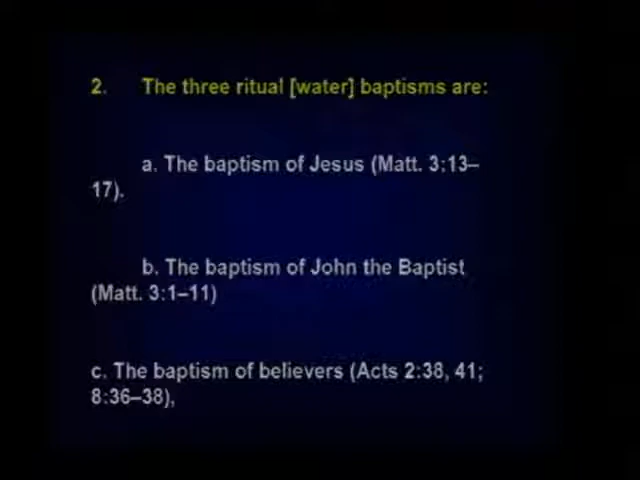 2. The three ritual [water] baptisms are:
a. The baptism of Jesus (Matt. 3:13–
17).
b. The baptism of John the Baptist
(Matt. 3:1–11)
c. The baptism of believers (Acts 2:38, 41;
8:36–38),